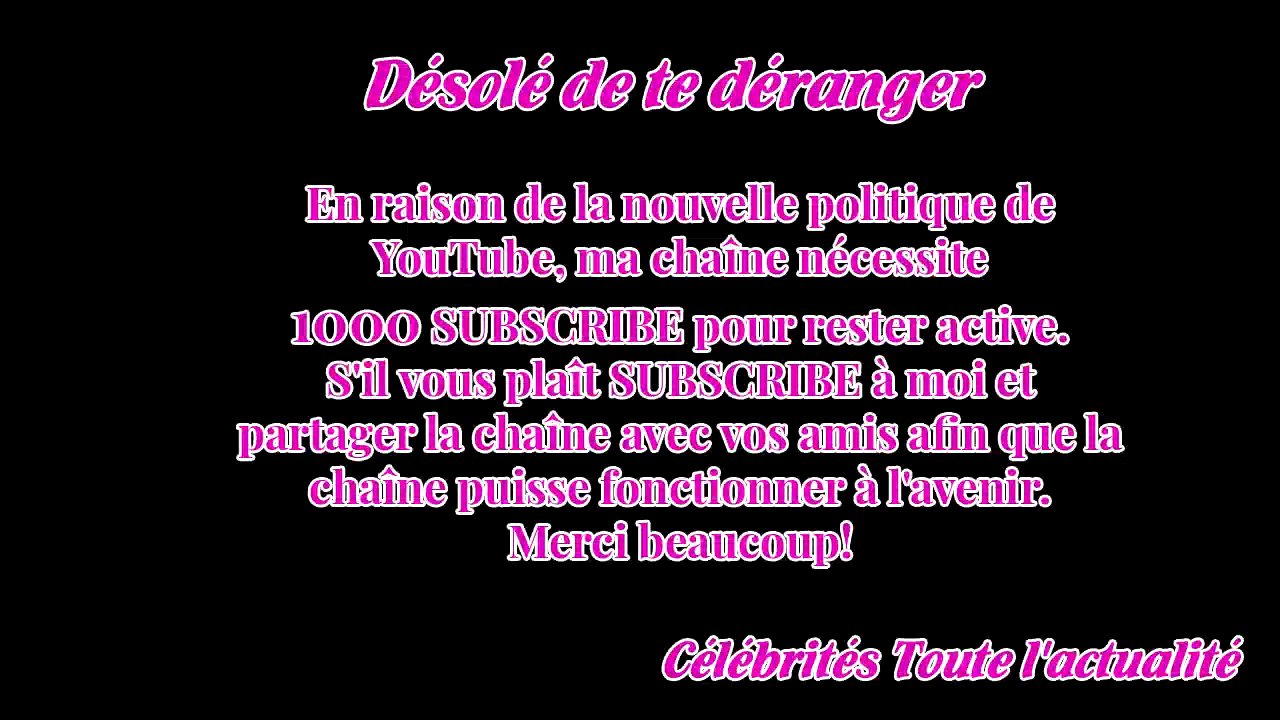 Désolé de te déranger
En raison de la nouvelle politique de
YouTube, ma chaîne nécessite
1000 SUBSCRIBE pour rester active.
S'il vous plaît SUBSCRIBE à moi et
partager la chaîne avec vos amis afin que la
chaîne puisse fonctionner à l'avenir.
Merci beaucoup!
Célébrités Toute l'actualité